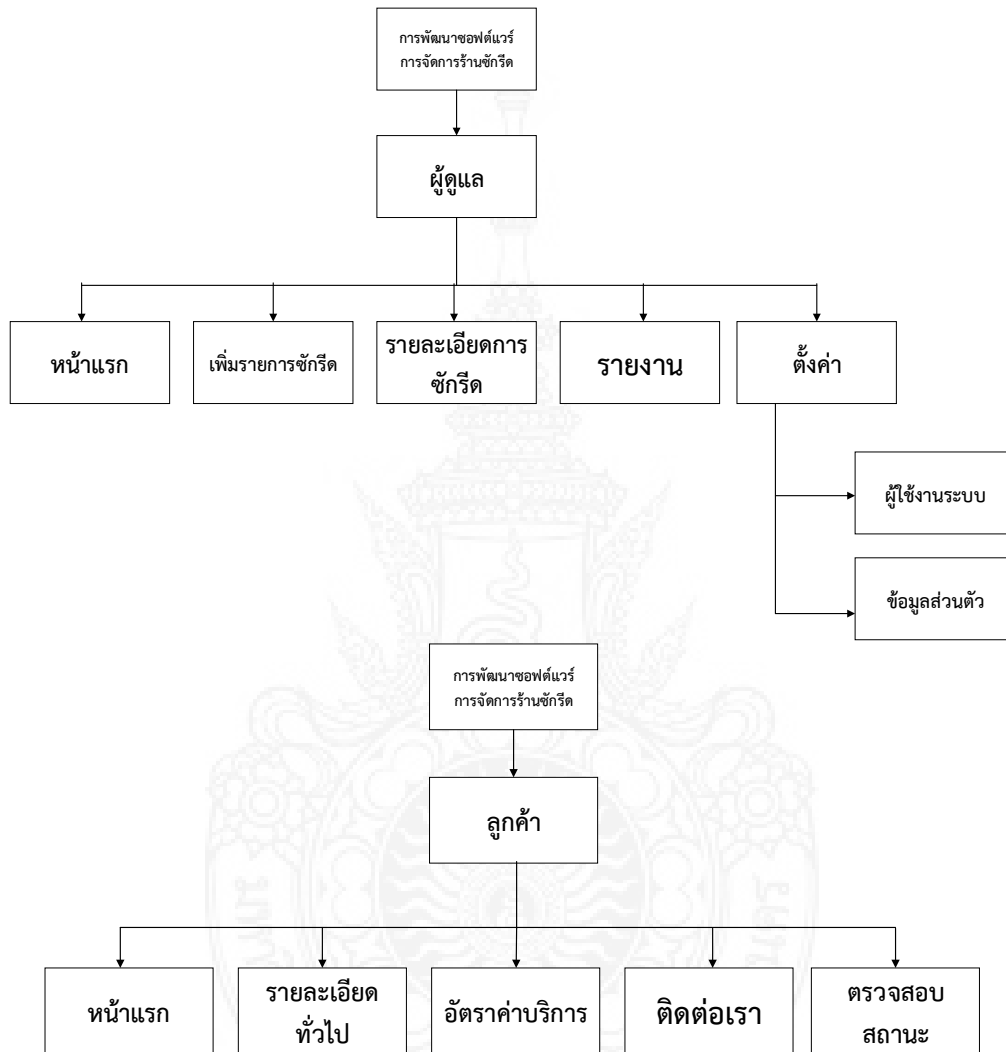 การพัฒนาซอฟต์แวร์
การจัดการร้านซักรีด
ผู้ดูแล
หน้าแรก
เพิ่มรายการซักรีด
รายละเอียดการ
ซักรีด
รายงาน
ตั้งค่า
ผู้ใช้งานระบบ
ข้อมูลส่วนตัว
การพัฒนาซอฟต์แวร์
การจัดการร้านซักรีด
ลูกค้า
หน้าแรก
รายละเอียด
ทั่วไป
อัตราค่าบริการ
ติดต่อเรา
ตรวจสอบ
สถานะ